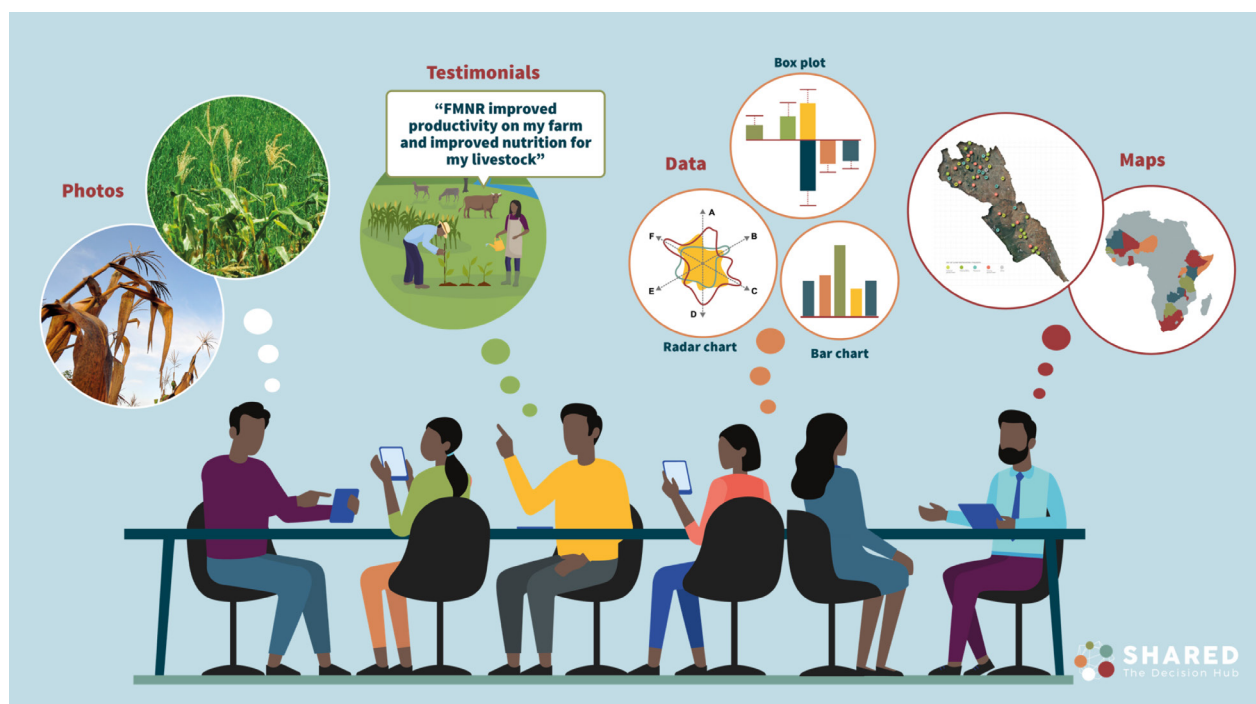 Photos
Testimonials
“FMNR improved
productivity on my farm
and improved nutrition for
my livestock”
Data
Box plot
A
B
C
D
E
F
Radar chart
Bar chart
Maps
SHARED
The Decision Hub